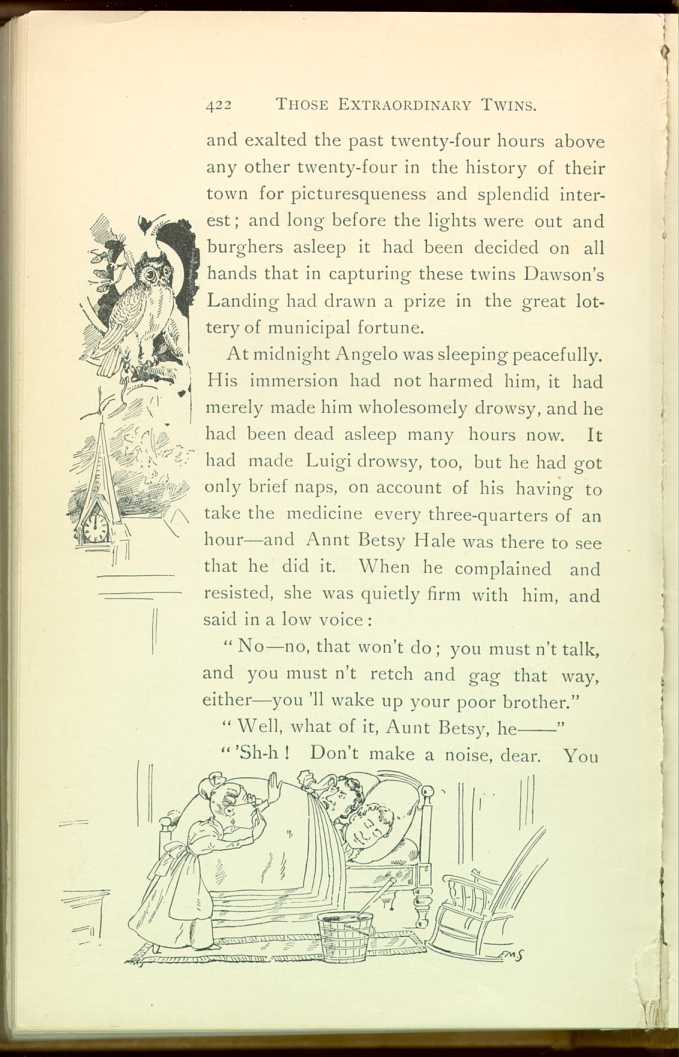 422 THOSE EXTRAORDINARY TWINS.
and exalted the past twenty-four hours above
any other twenty-four in the history of their
town for picturesqueness and splendid inter-
est; and long before the lights were out and
burghers asleep it had been decided on all
hands that in capturing these twins Dawson's
Landing had drawn a prize in the great lot-
tery of municipal fortune.
At midnight Angelo was sleeping peacefully.
His immersion had not harmed him, it had
merely made him wholesomely drowsy, and he
had been dead asleep many hours now. It
had made Luigi drowsy, too, but he had got
only brief naps, on account of his having to
take the medicine every three-quarters of an
hour—and Annt Betsy Hale was there to see
that he did it. When he complained and
resisted, she was quietly firm with him, and
said in a low voice:
"No—no, that won't do; you must n't talk,
and you must n't retch and gag that way,
either—you 'll wake up your poor brother."
"Well, what of it, Aunt Betsy, he——"
"'Sh-h! Don't make a noise, dear. You
MS